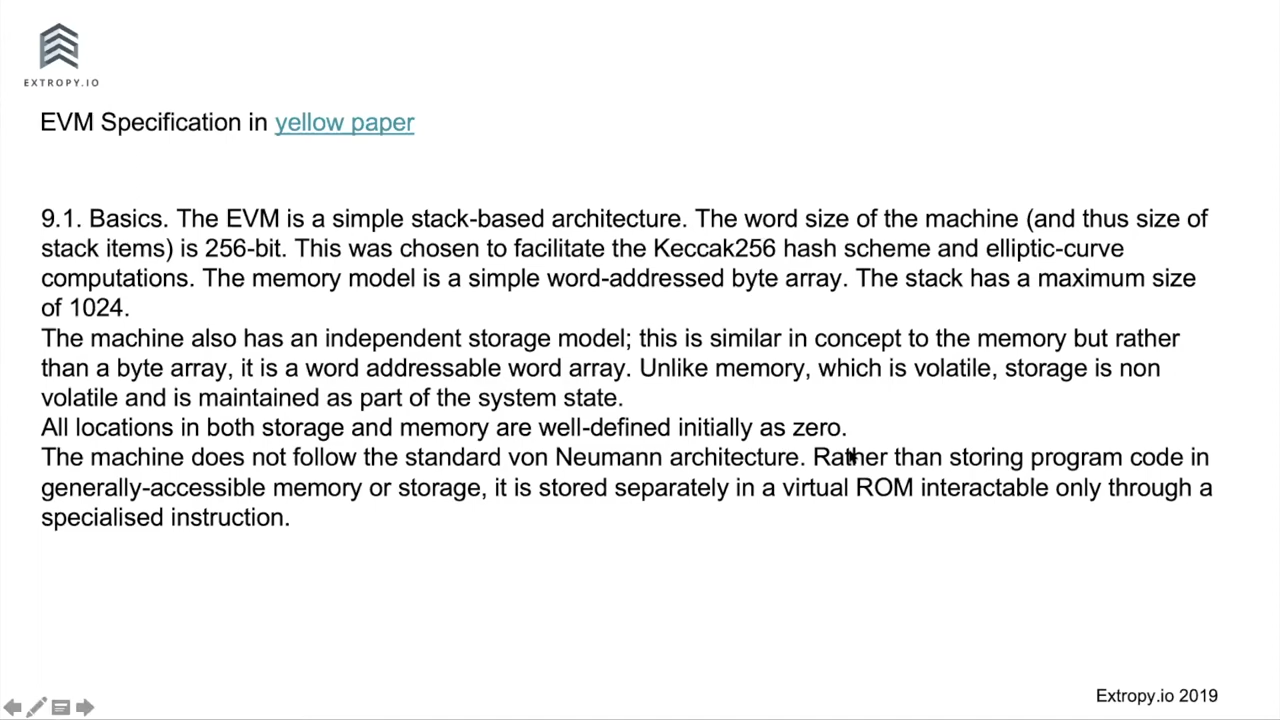 EXTROPY.IO
EVM Specification in yellow paper
9.1. Basics. The EVM is a simple stack-based architecture. The word size of the machine (and thus size of
stack items) is 256-bit. This was chosen to facilitate the Keccak256 hash scheme and elliptic-curve
computations. The memory model is a simple word-addressed byte array. The stack has a maximum size
of 1024.
The machine also has an independent storage model; this is similar in concept to the memory but rather
than a byte array, it is a word addressable word array. Unlike memory, which is volatile, storage is non
volatile and is maintained as part of the system state.
All locations in both storage and memory are well-defined initially as zero.
The machine does not follow the standard von Neumann architecture. Rather than storing program code in
generally-accessible memory or storage, it is stored separately in a virtual ROM interactable only through a
specialised instruction.
Extropy.io 2019